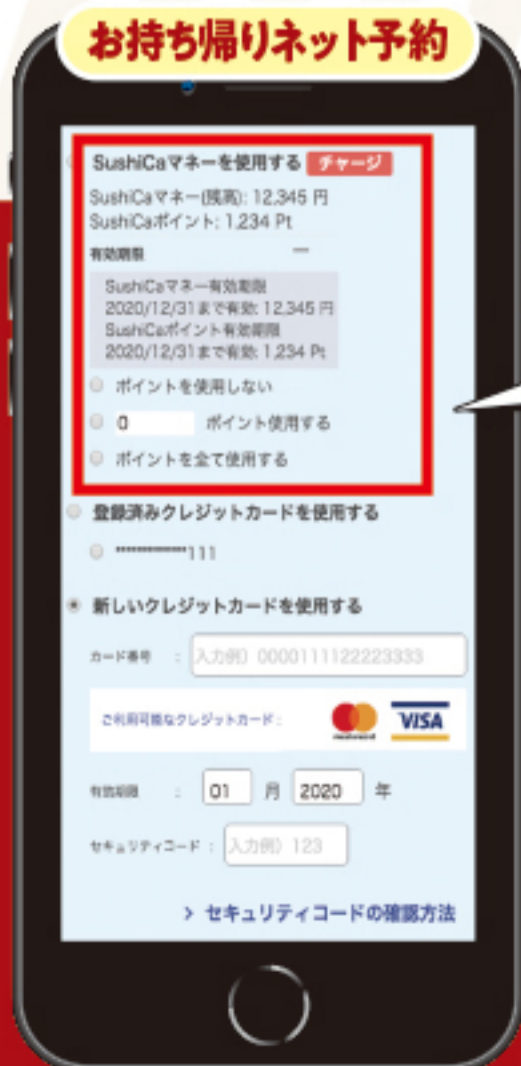 お持ち帰りネット予約
SushiCaマネーを使用する チャージ
SushiCaマネー(残高): 12,345 円
SushiCaポイント: 1,234 Pt
有効期限 —
SushiCaマネー有効期限
2020/12/31まで有効: 12,345 円
SushiCaポイント有効期限
2020/12/31まで有効: 1,234 Pt
ポイントを使用しない
0 ポイント使用する
ポイントを全て使用する
登録済みクレジットカードを使用する
*************111
新しいクレジットカードを使用する
カード番号 : 入力例) 0000111122223333
ご利用可能なクレジットカード: mastercard VISA
有効期限 : 01 月 2020 年
セキュリティコード : 入力例) 123
> セキュリティコードの確認方法